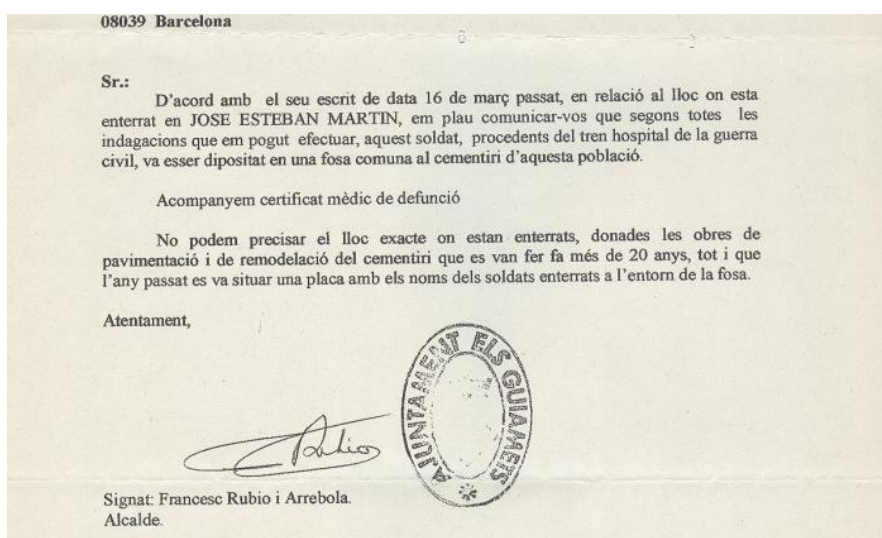 08039 Barcelona
Sr.:
D'acord amb el seu escrit de data 16 de març passat, en relació al lloc on esta
enterrat en JOSE ESTEBAN MARTIN, em plau comunicar-vos que segons totes les
indagacions que em pogut efectuar, aquest soldat, procedents del tren hospital de la guerra
civil, va esser dipositat en una fosa comuna al cementiri d'aquesta població.
Acompanyem certificat mèdic de defunció
No podem precisar el lloc exacte on estan enterrats, donades les obres de
pavimentació i de remodelació del cementiri que es van fer fa més de 20 anys, tot i que
l'any passat es va situar una placa amb els noms dels soldats enterrats a l'entorn de la fosa.
Atentament,
AJUNTAMENT ELS GUIAMETS
Rubio
Signat: Francesc Rubio i Arrebola.
Alcalde.